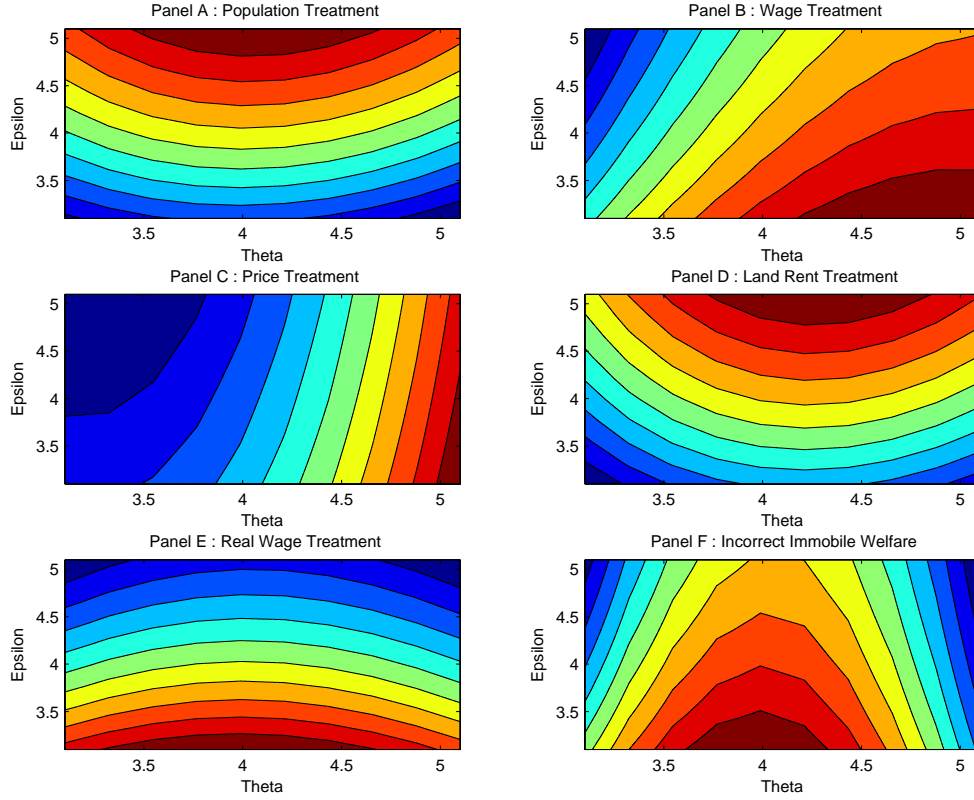 Panel A : Population Treatment
Panel B : Wage Treatment
5
4.5
4
3.5
Epsilon
3.5
4
4.5
5
Theta
5
4.5
4
3.5
Epsilon
3.5
4
4.5
5
Theta
Panel C : Price Treatment
Panel D : Land Rent Treatment
5
4.5
4
3.5
Epsilon
3.5
4
4.5
5
Theta
5
4.5
4
3.5
Epsilon
3.5
4
4.5
5
Theta
Panel E : Real Wage Treatment
Panel F : Incorrect Immobile Welfare
5
4.5
4
3.5
Epsilon
3.5
4
4.5
5
Theta
5
4.5
4
3.5
Epsilon
3.5
4
4.5
5
Theta